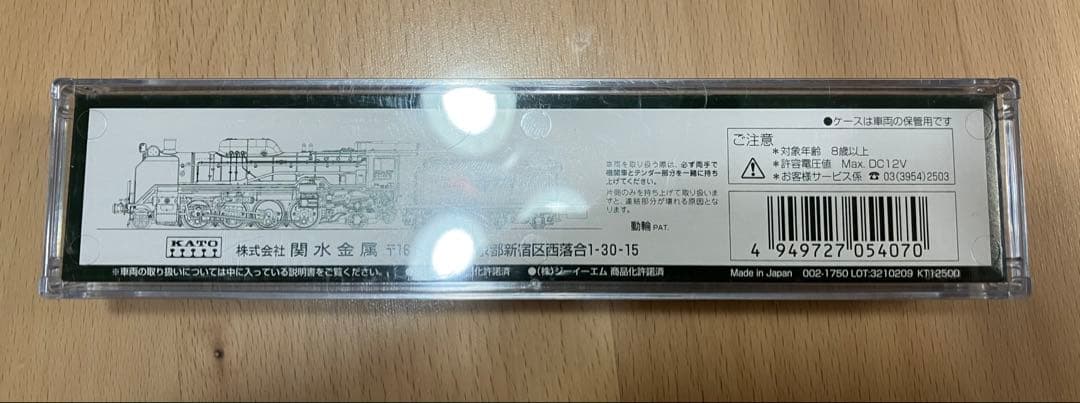 ●ケースは車両の保管用です
ご注意
*対象年齢 8歳以上
*許容電圧値 Max. DC12V
*お客様サービス係 ☎ 03(3954)2503
車両を取り扱う際は、必ず両手で
機関車とテンダー部分を一緒に持ち
上げてください。
片側のみを持ち上げて取り扱いま
すと、連結部分が壊れる原因とな
ります。
動輪 PAT.
KATO
株式会社 関水金属 〒16 京都新宿区西落合1-30-15
4 949727 054070
※車両の取り扱いについては中に入っている説明書をご覧ください。 品化許諾済 ●(株)ジーイーエム 商品化許諾済
Made in Japan 002-1750 LOT:3210209 KT12500